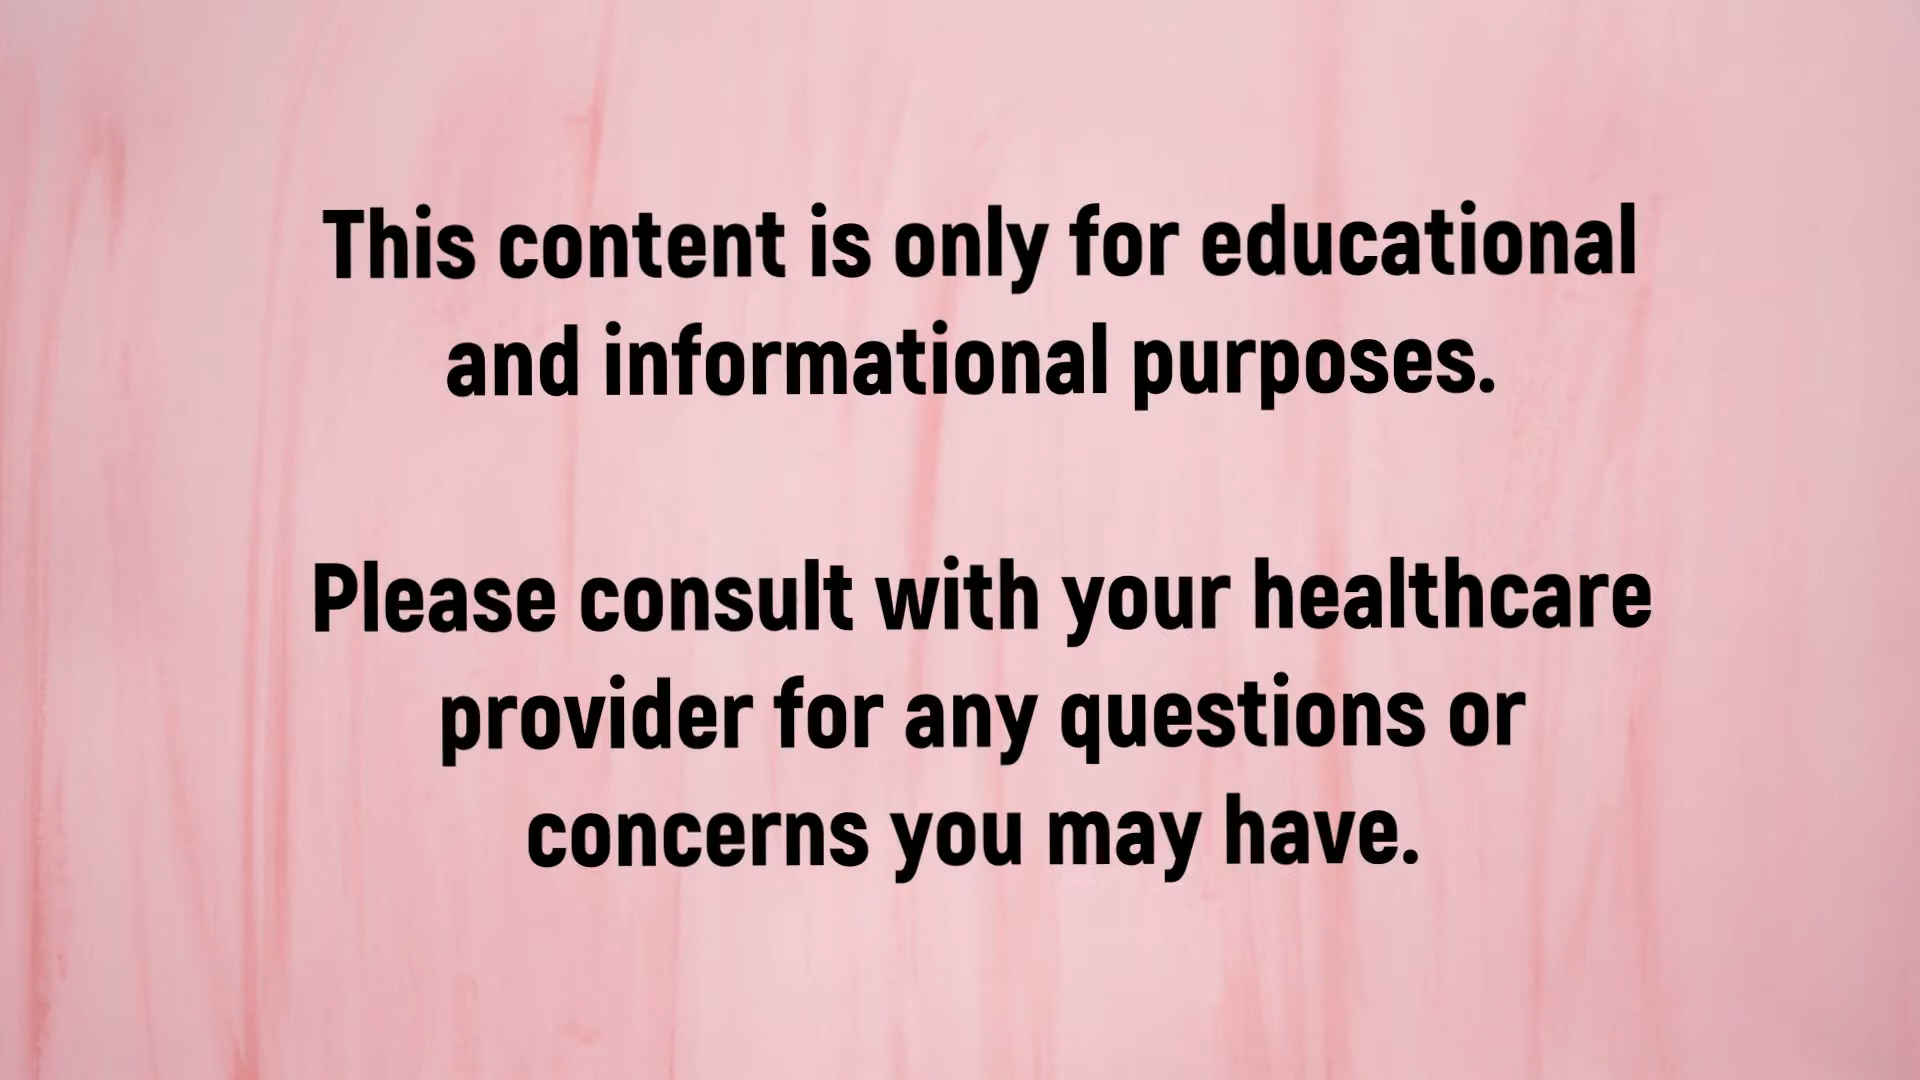 This content is only for educational
and informational purposes.
Please consult with your healthcare
provider for any questions or
concerns you may have.